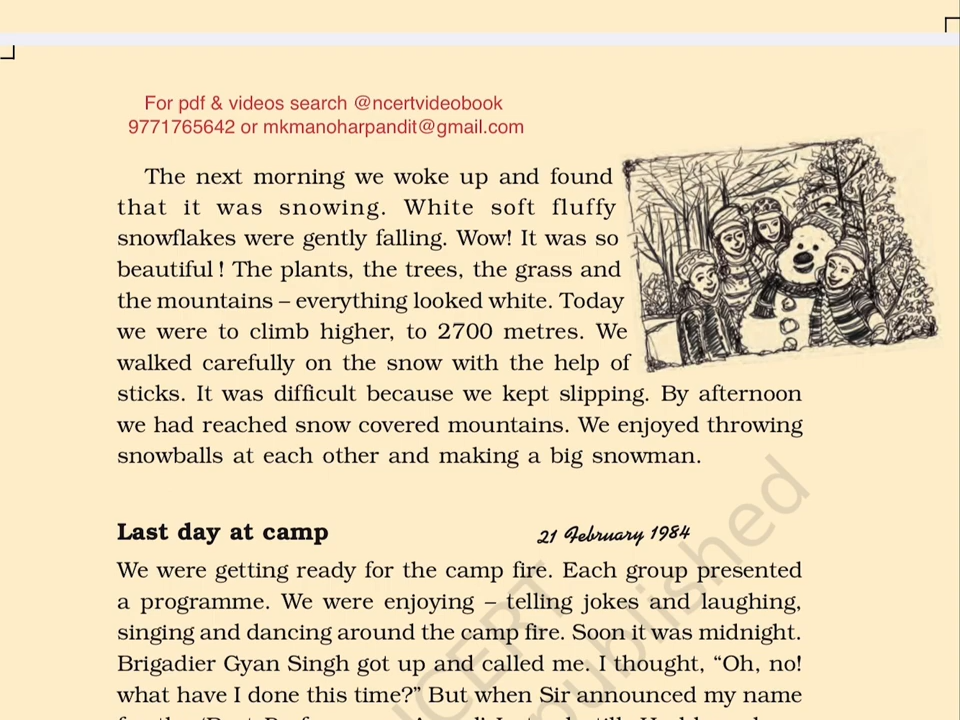 For pdf & videos search @ncertvideobook
9771765642 or mkmanoharpandit@gmail.com
The next morning we woke up and found
that it was snowing. White soft fluffy
snowflakes were gently falling. Wow! It was so
beautiful ! The plants, the trees, the grass and
the mountains – everything looked white. Today
we were to climb higher, to 2700 metres. We
walked carefully on the snow with the help of
sticks. It was difficult because we kept slipping. By afternoon
we had reached snow covered mountains. We enjoyed throwing
snowballs at each other and making a big snowman.
Last day at camp
21 February 1984
We were getting ready for the camp fire. Each group presented
a programme. We were enjoying – telling jokes and laughing,
singing and dancing around the camp fire. Soon it was midnight.
Brigadier Gyan Singh got up and called me. I thought, “Oh, no!
what have I done this time?” But when Sir announced my name
NCERT
published